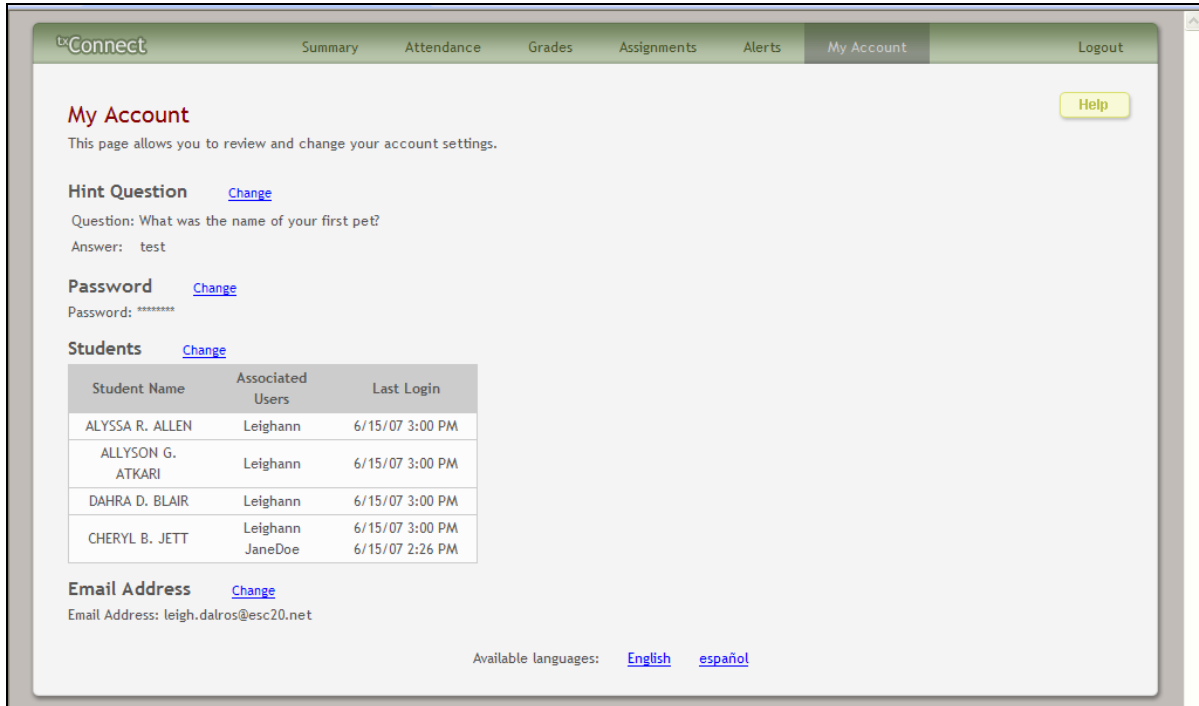 txConnect Summary Attendance Grades Assignments Alerts My Account Logout
Help
My Account
This page allows you to review and change your account settings.
Hint Question Change
Question: What was the name of your first pet?
Answer: test
Password Change
Password: ********
Students Change
Student Name Associated Users Last Login
ALYSSA R. ALLEN Leighann 6/15/07 3:00 PM
ALLYSON G. ATKARI Leighann 6/15/07 3:00 PM
DAHRA D. BLAIR Leighann 6/15/07 3:00 PM
CHERYL B. JETT Leighann 6/15/07 3:00 PM
JaneDoe 6/15/07 2:26 PM
Email Address Change
Email Address: leigh.dalros@esc20.net
Available languages: English español